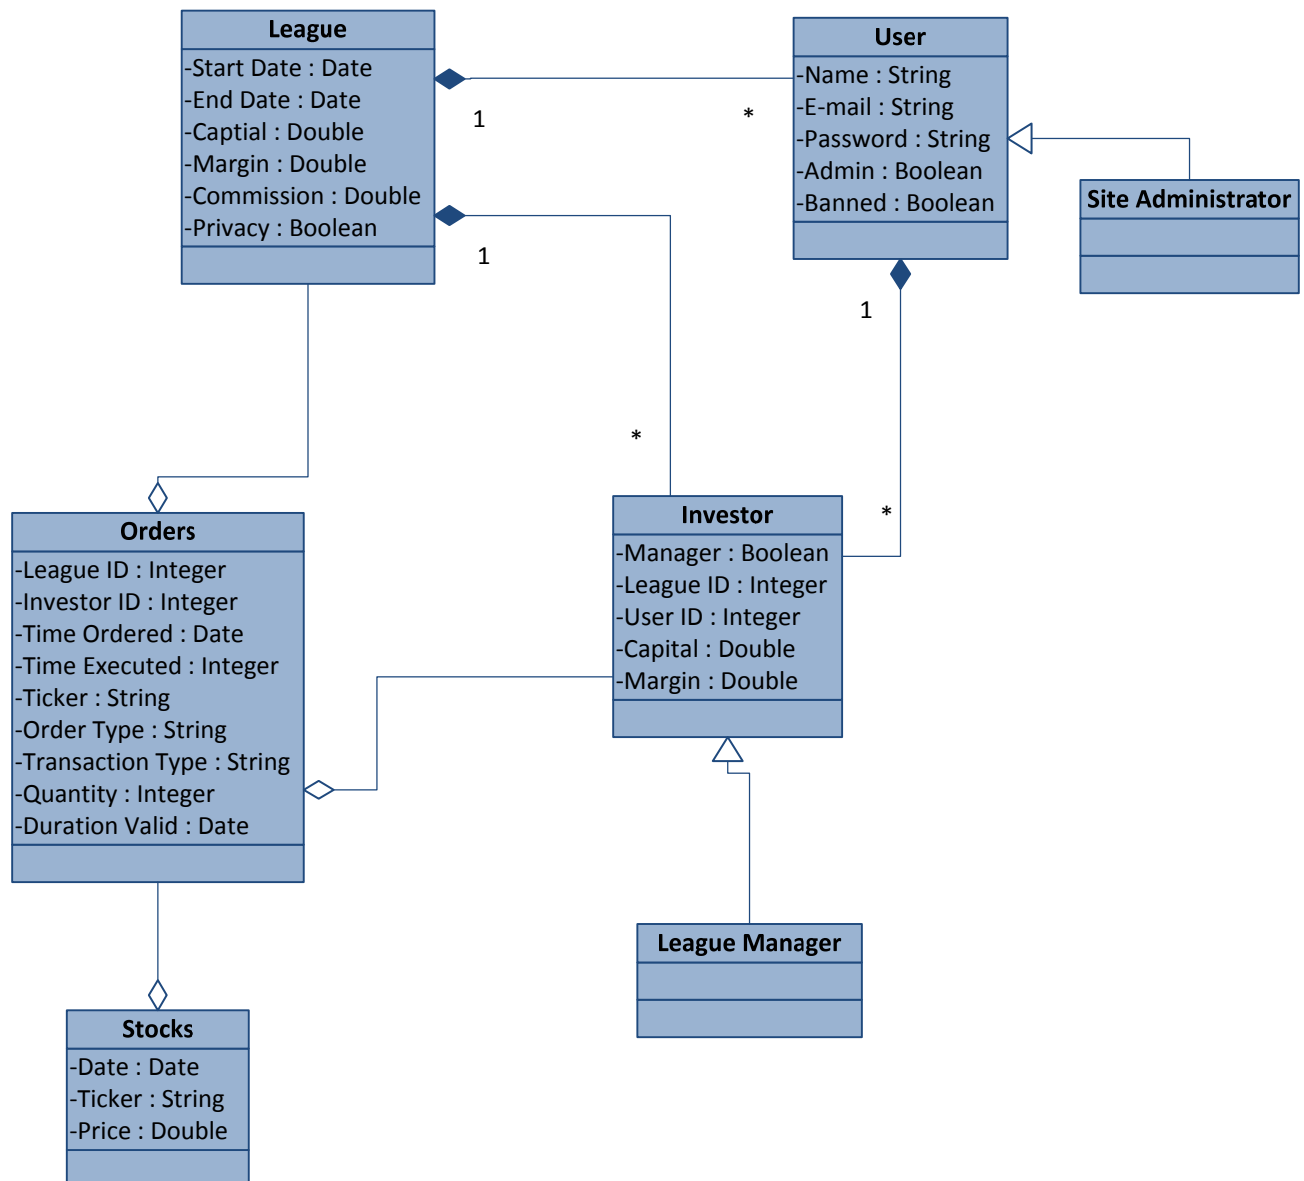 League
-Start Date : Date
-End Date : Date
-Captial : Double
-Margin : Double
-Commission : Double
-Privacy : Boolean
1
*
1
*
User
-Name : String
-E-mail : String
-Password : String
-Admin : Boolean
-Banned : Boolean
1
*
Site Administrator
Orders
-League ID : Integer
-Investor ID : Integer
-Time Ordered : Date
-Time Executed : Integer
-Ticker : String
-Order Type : String
-Transaction Type : String
-Quantity : Integer
-Duration Valid : Date
Investor
-Manager : Boolean
-League ID : Integer
-User ID : Integer
-Capital : Double
-Margin : Double
League Manager
Stocks
-Date : Date
-Ticker : String
-Price : Double